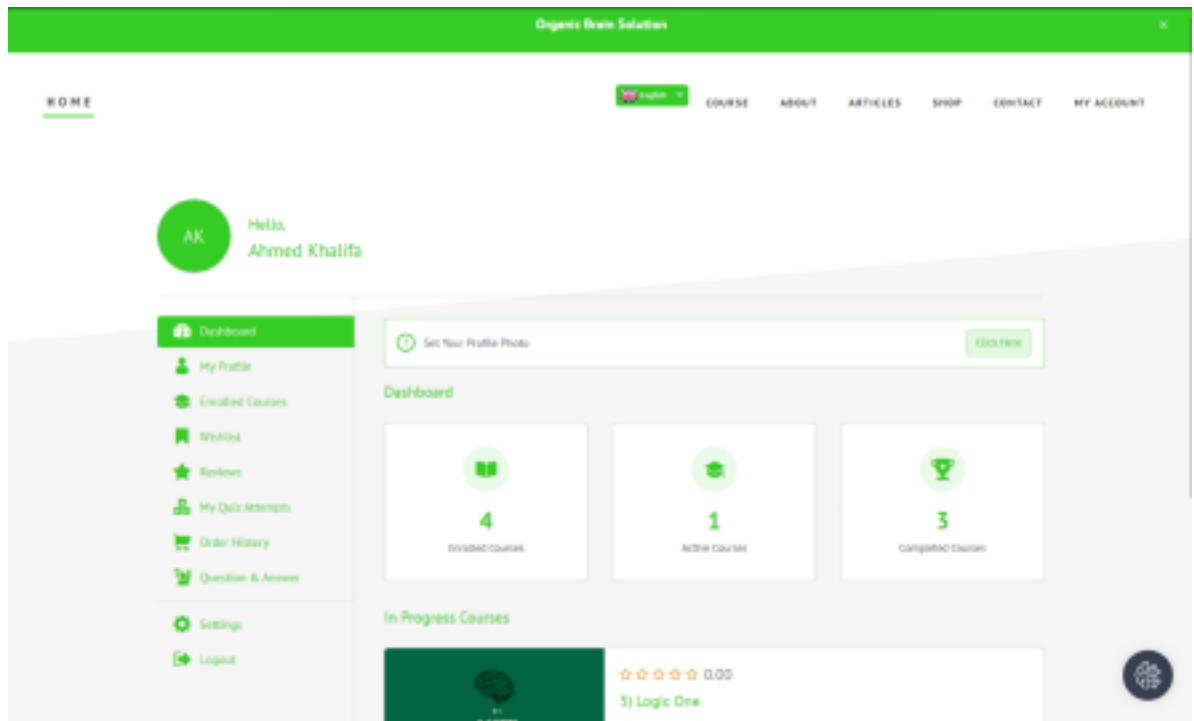 Organic Brain Solution ×
HOME
English
COURSE ABOUT ARTICLES SHOP CONTACT MY ACCOUNT
AK
Hello,
Ahmed Khalifa
Dashboard
My Profile
Enrolled Courses
Wishlist
Reviews
My Quiz Attempts
Order History
Question & Answer
Settings
Logout
Set Your Profile Photo
Click Here
Dashboard
4
Enrolled Courses
1
Active Courses
3
Completed Courses
In Progress Courses
0.00
5) Logic One